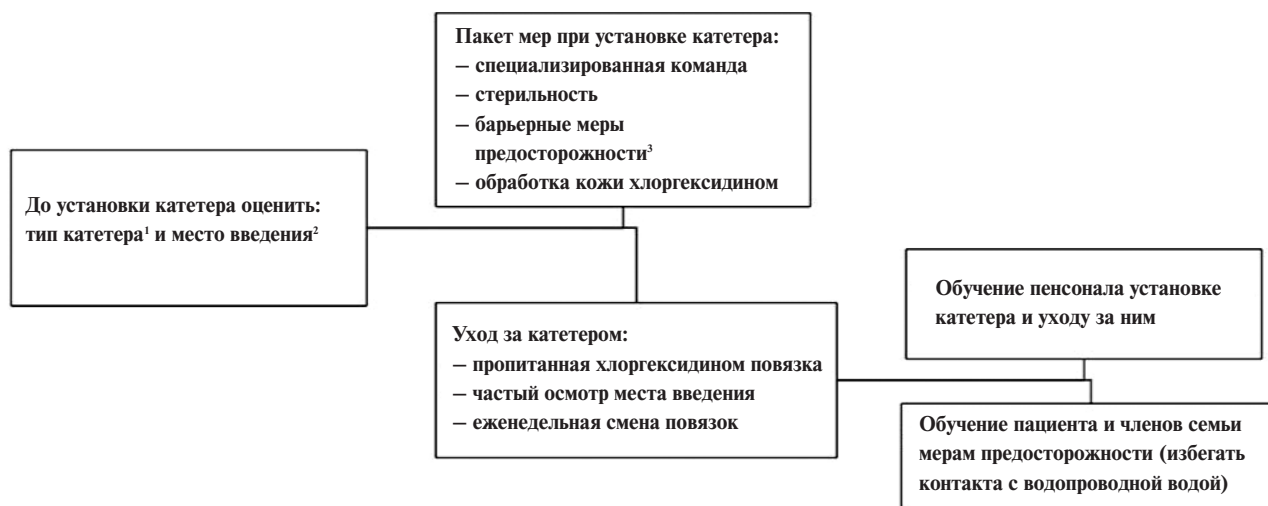 Пакет мер при установке катетера:
– специализированная команда
– стерильность
– барьерные меры
предосторожности³
– обработка кожи хлоргексидином
До установки катетера оценить:
тип катетера¹ и место введения²
Уход за катетером:
– пропитанная хлоргексидином повязка
– частый осмотр места введения
– еженедельная смена повязок
Обучение пенсонала установке
катетера и уходу за ним
Обучение пациента и членов семьи
мерам предосторожности (избегать
контакта с водопроводной водой)